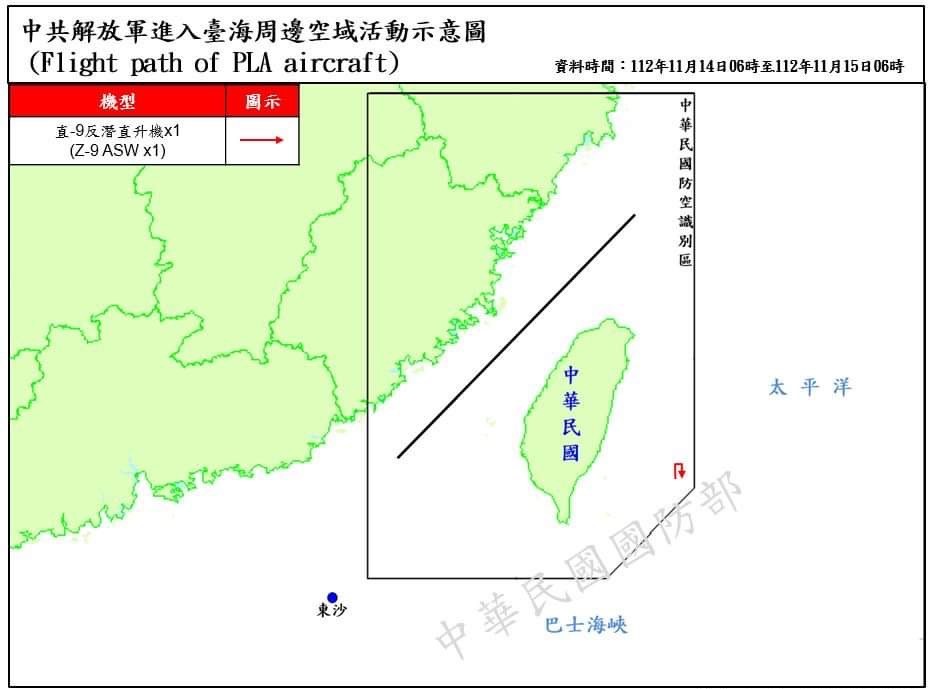 中共解放軍進入臺海周邊空域活動示意圖
(Flight path of PLA aircraft)
資料時間：112年11月14日06時至112年11月15日06時
機型
圖示
直-9反潛直升機x1
(Z-9 ASW x1)
中華民國防空識別區
中華民國
太平洋
東沙
巴士海峽
中華民國國防部